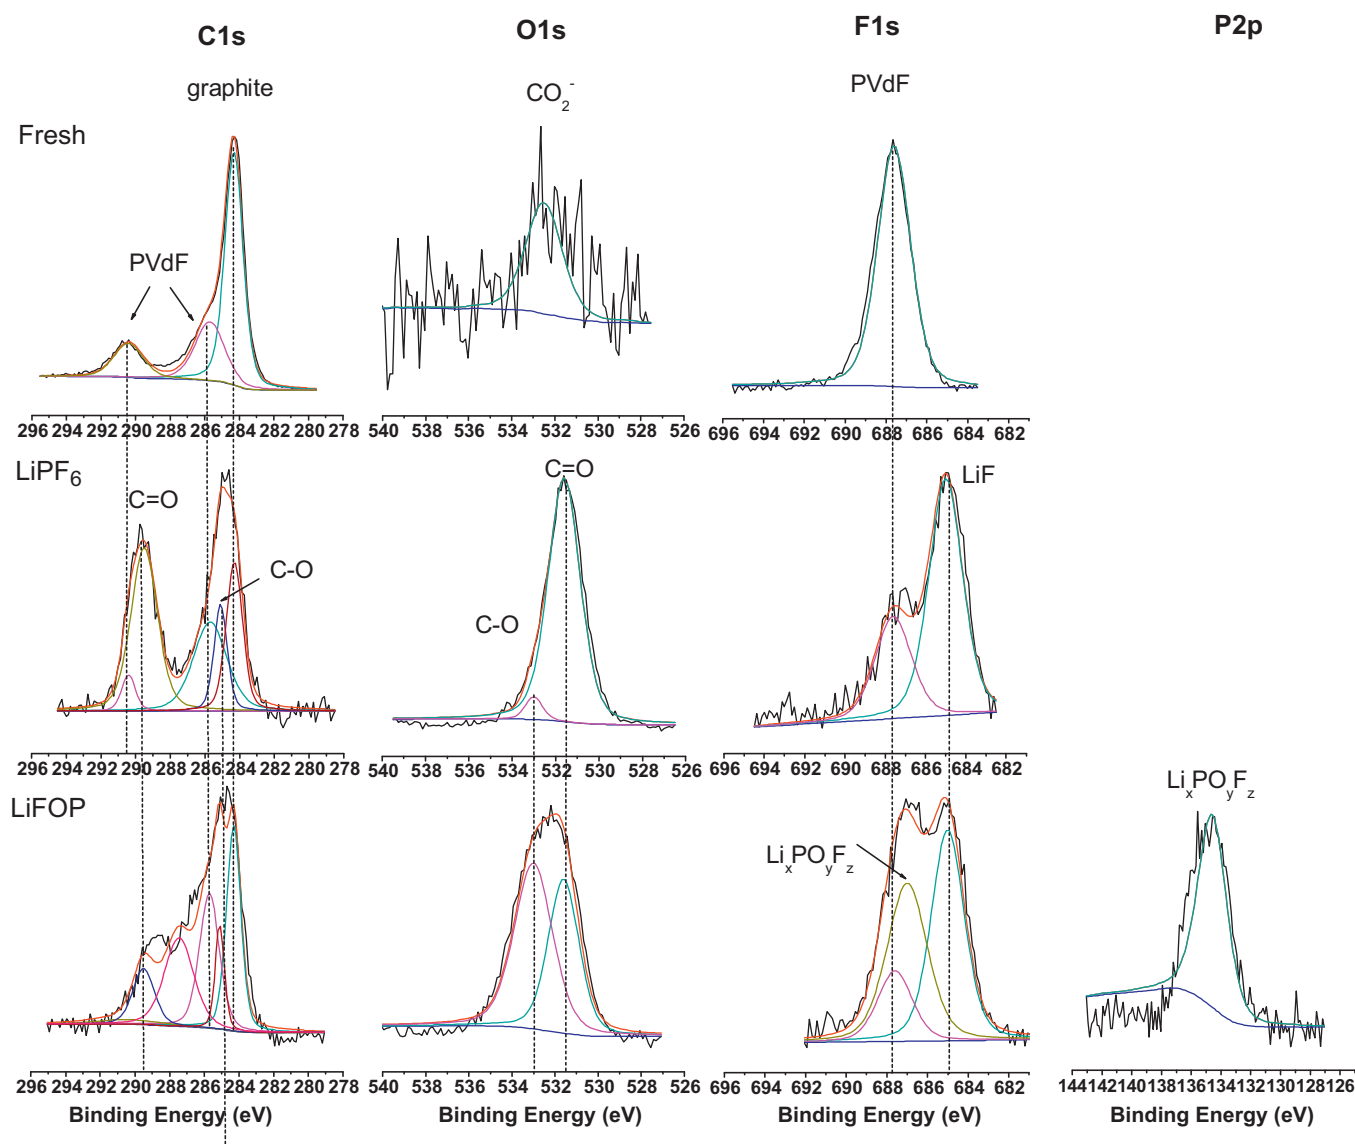 C1s O1s F1s P2p
graphite CO₂⁻ PVdF
Fresh
PVdF
296 294 292 290 288 286 284 282 280 278
540 538 536 534 532 530 528 526
696 694 692 690 688 686 684 682
LiPF₆
C=O
C-O
C=O
C-O
LiF
296 294 292 290 288 286 284 282 280 278
540 538 536 534 532 530 528 526
696 694 692 690 688 686 684 682
LiFOP
LiₓPOᵧF_z
LiₓPOᵧF_z
296 294 292 290 288 286 284 282 280 278
540 538 536 534 532 530 528 526
696 694 692 690 688 686 684 682
144 142 140 138 136 134 132 130 128 126
Binding Energy (eV) Binding Energy (eV) Binding Energy (eV) Binding Energy (eV)